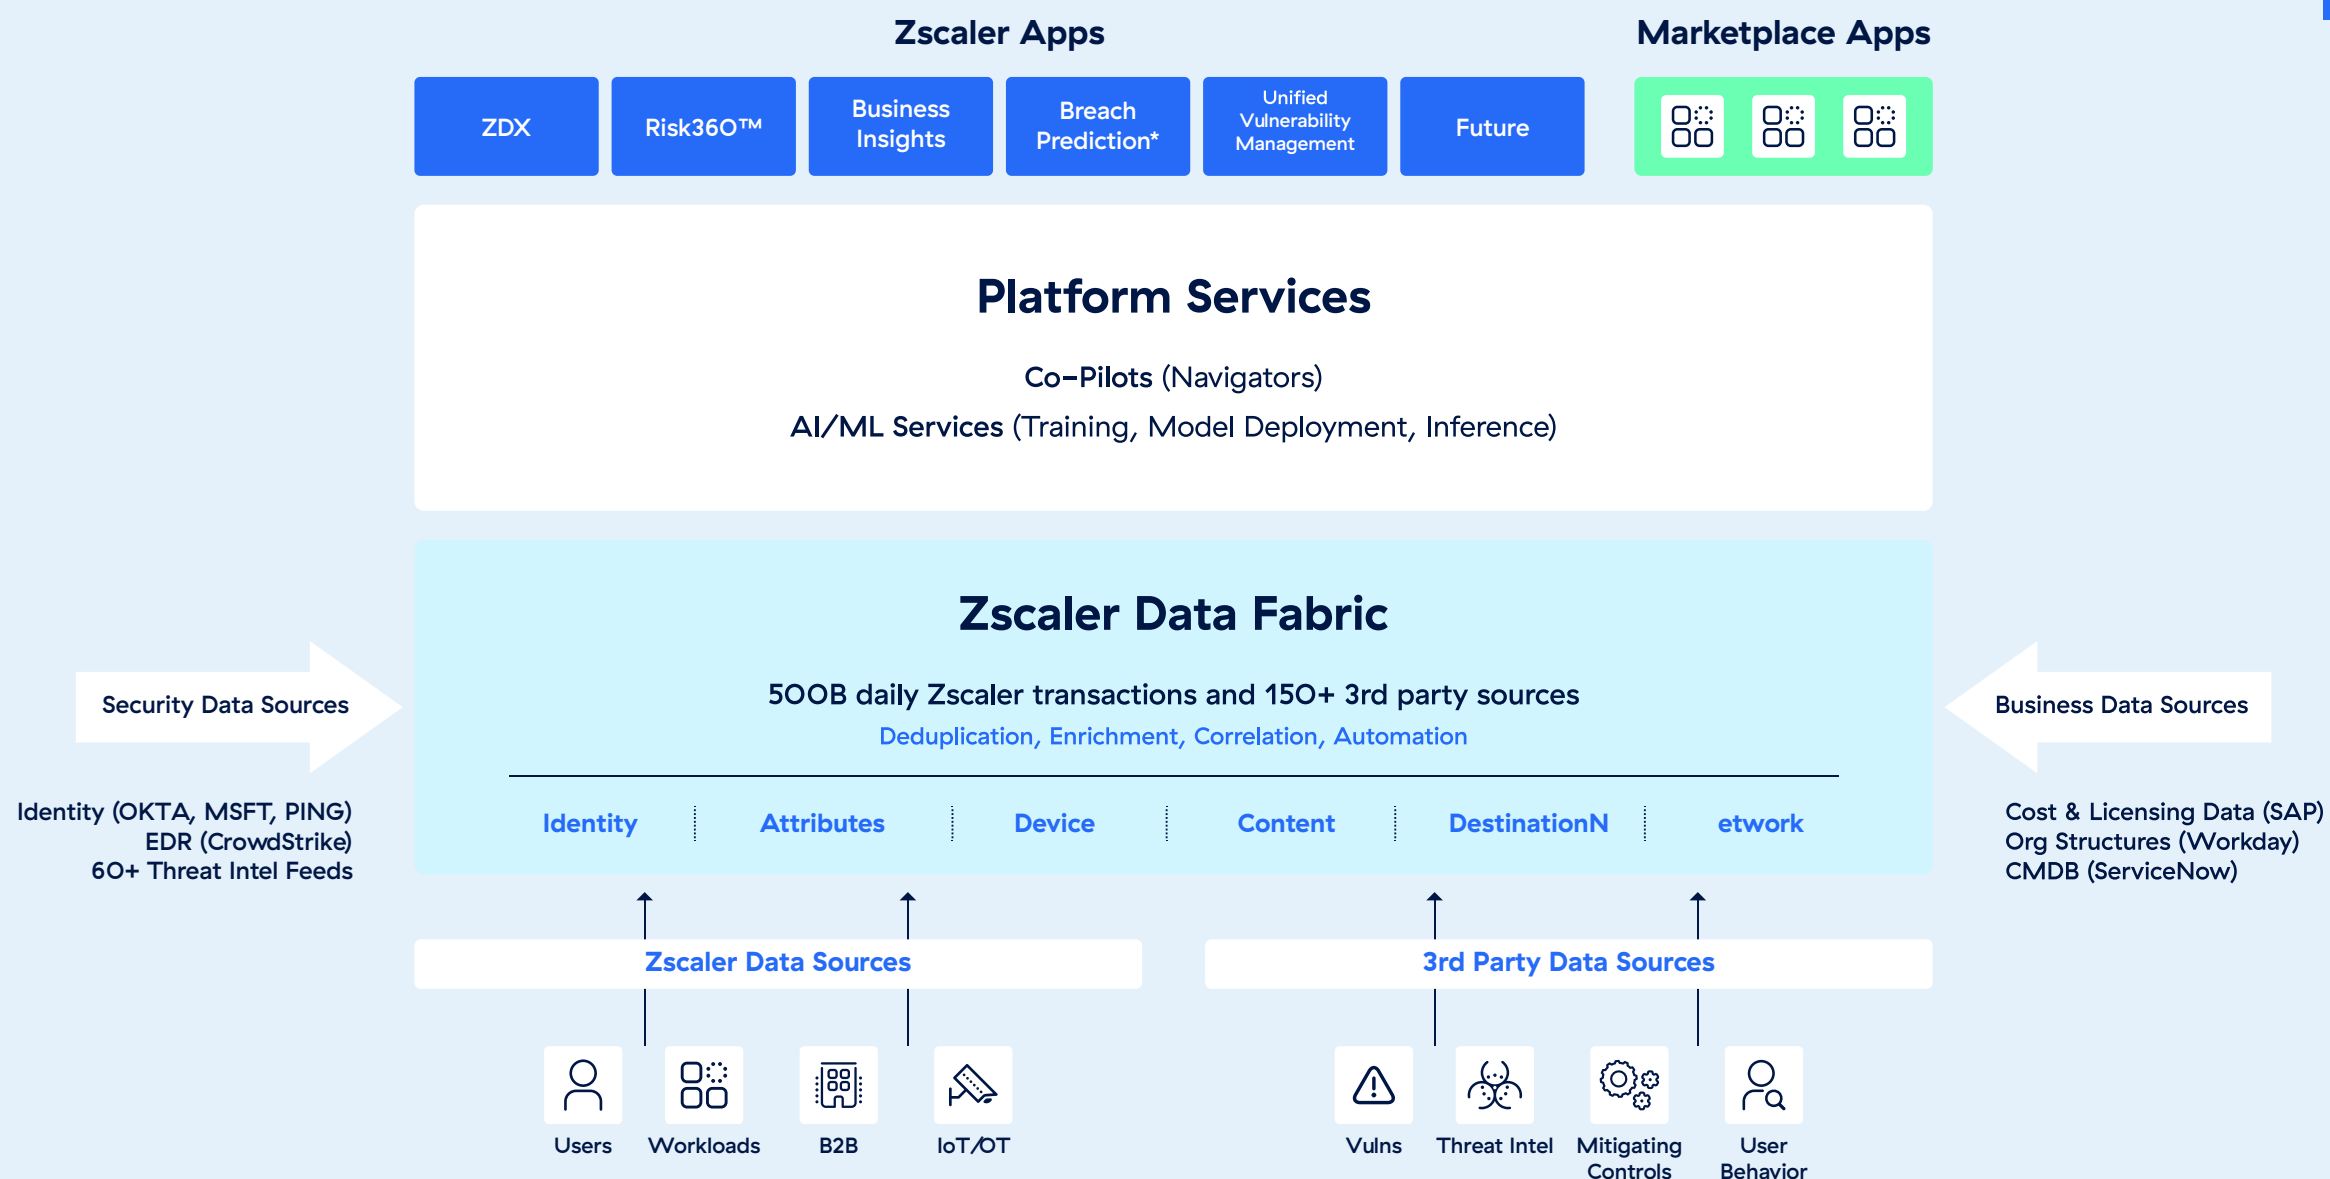 Zscaler Apps
Marketplace Apps
ZDX
Risk360™
Business
Insights
Breach
Prediction*
Unified
Vulnerability
Management
Future
Platform Services
Co-Pilots (Navigators)
AI/ML Services (Training, Model Deployment, Inference)
Zscaler Data Fabric
500B daily Zscaler transactions and 150+ 3rd party sources
Deduplication, Enrichment, Correlation, Automation
Identity
Attributes
Device
Content
DestinationN
etwork
Security Data Sources
Identity (OKTA, MSFT, PING)
EDR (CrowdStrike)
60+ Threat Intel Feeds
Business Data Sources
Cost & Licensing Data (SAP)
Org Structures (Workday)
CMDB (ServiceNow)
Zscaler Data Sources
3rd Party Data Sources
Users
Workloads
B2B
IoT/OT
Vulns
Threat Intel
Mitigating
Controls
User
Behavior